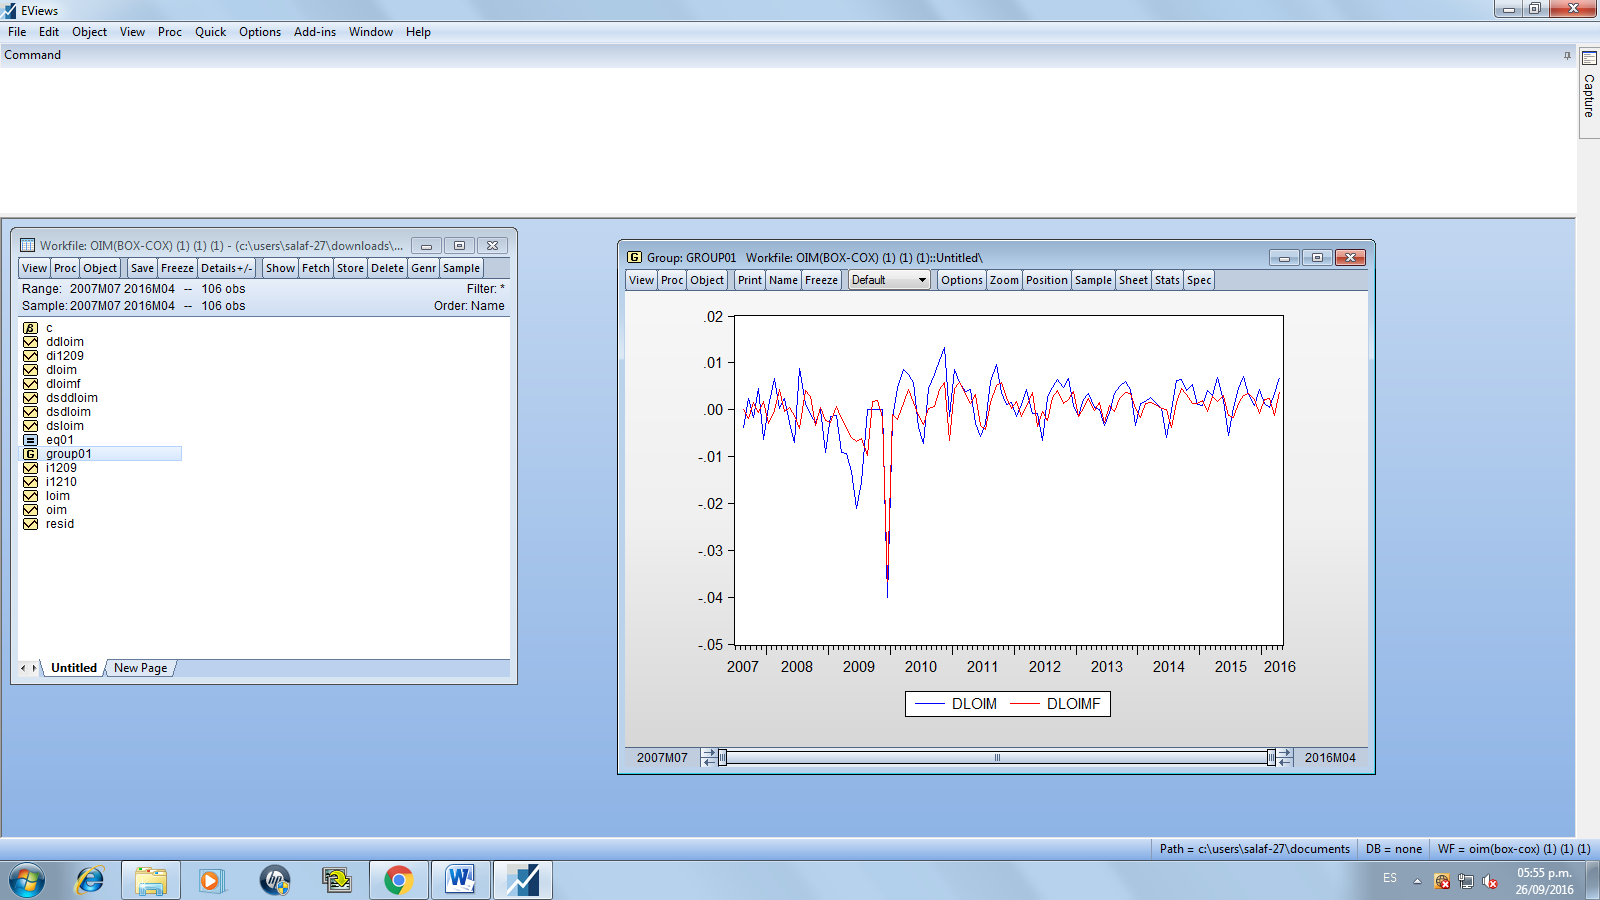 EViews
File Edit Object View Proc Quick Options Add-ins Window Help
Command
Capture
Workfile: OIM(BOX-COX) (1) (1) (1) - (c:\users\salaf-27\downloads\...
View Proc Object Save Freeze Details+/- Show Fetch Store Delete Genr Sample
Range: 2007M07 2016M04 -- 106 obs Filter: *
Sample: 2007M07 2016M04 -- 106 obs Order: Name
β c
ddloim
di1209
dloim
dloimf
dsddloim
dsdloim
dsloim
= eq01
G group01
i1209
i1210
loim
oim
resid
Untitled New Page
G Group: GROUP01 Workfile: OIM(BOX-COX) (1) (1) (1)::Untitled\
View Proc Object Print Name Freeze Default Options Zoom Position Sample Sheet Stats Spec
.02
.01
.00
-.01
-.02
-.03
-.04
-.05
2007 2008 2009 2010 2011 2012 2013 2014 2015 2016
DLOIM DLOIMF
2007M07 2016M04
Path = c:\users\salaf-27\documents DB = none WF = oim(box-cox) (1) (1) (1)
hp
W
ES
05:55 p.m.
26/09/2016